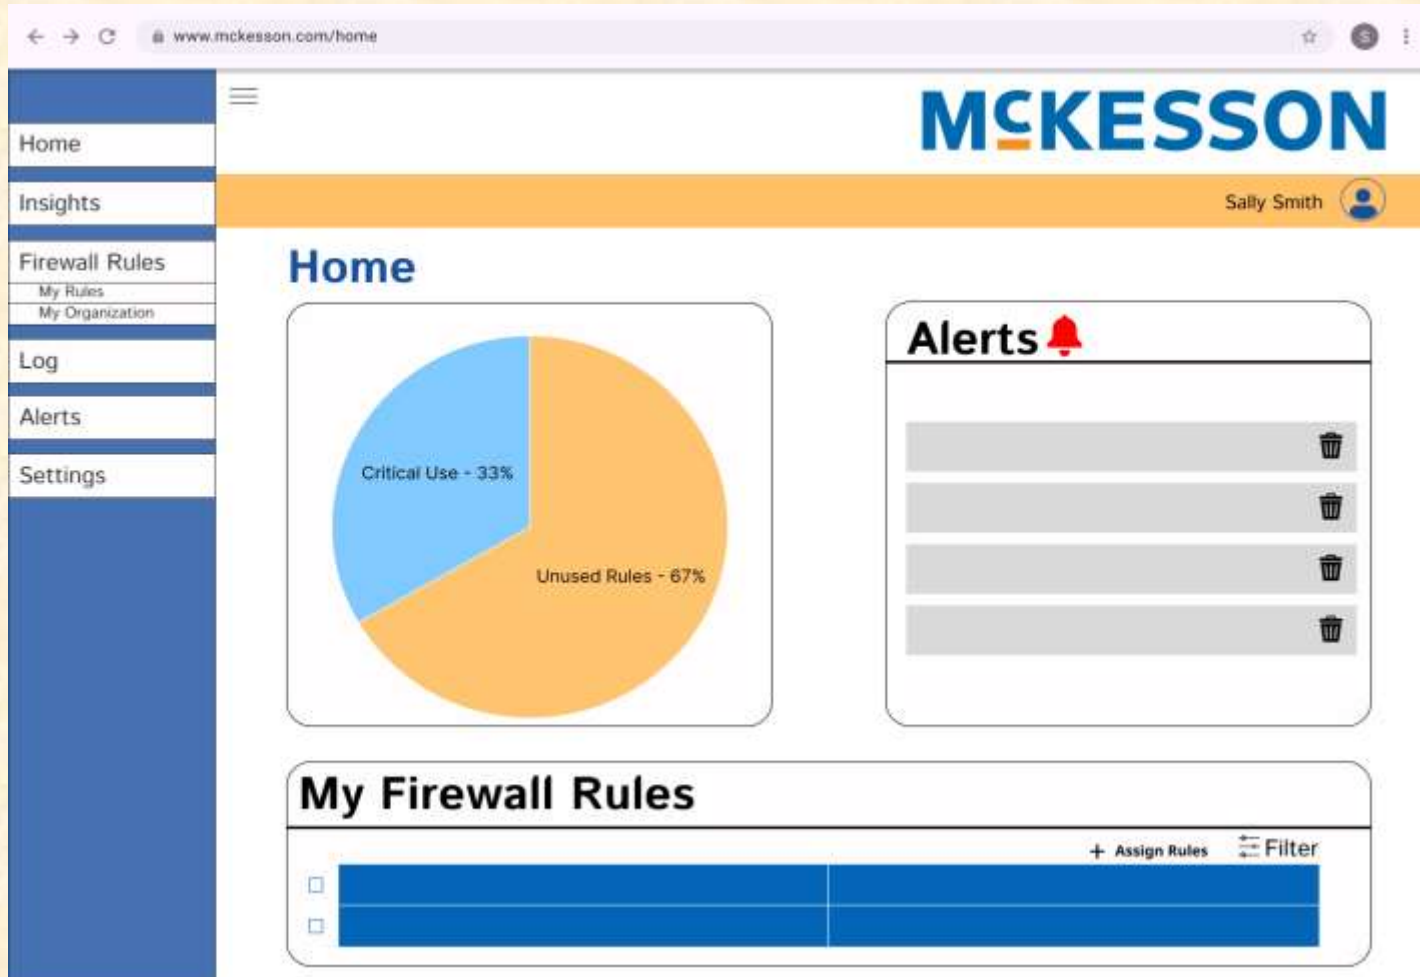 www.mckesson.com/home
S
McKESSON
Home
Insights
Firewall Rules
My Rules
My Organization
Log
Alerts
Settings
Sally Smith
Home
Critical Use - 33%
Unused Rules - 67%
Alerts
My Firewall Rules
+ Assign Rules Filter